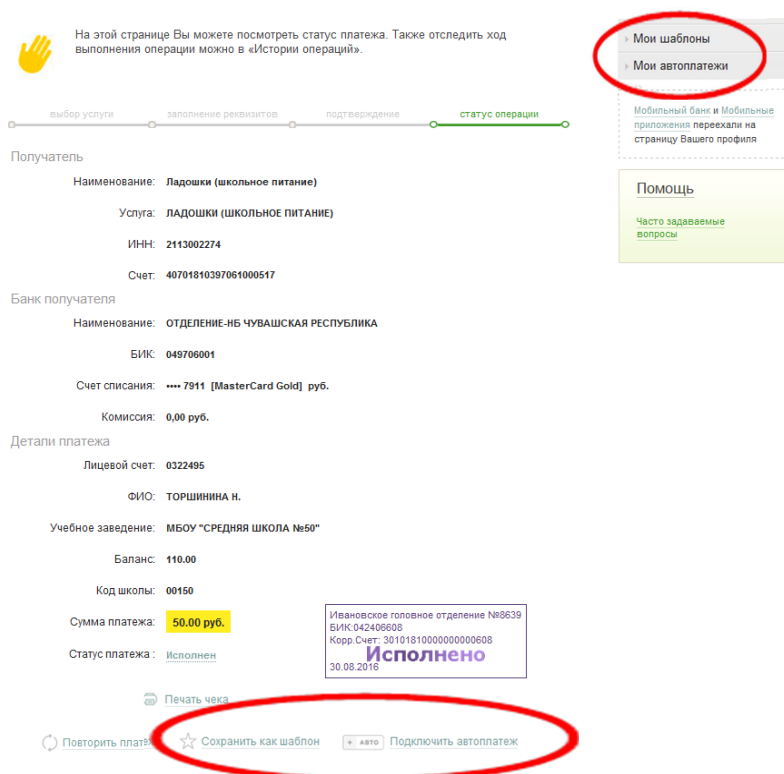 На этой странице Вы можете посмотреть статус платежа. Также отследить ход
выполнения операции можно в «Истории операций».
Мои шаблоны
Мои автоплатежи
Мобильный банк и Мобильные
приложения переехали на
страницу Вашего профиля
Помощь
Часто задаваемые
вопросы
выбор услуги заполнение реквизитов подтверждение статус операции
Получатель
Наименование: Ладошки (школьное питание)
Услуга: ЛАДОШКИ (ШКОЛЬНОЕ ПИТАНИЕ)
ИНН: 2113002274
Счет: 40701810397061000517
Банк получателя
Наименование: ОТДЕЛЕНИЕ-НБ ЧУВАШСКАЯ РЕСПУБЛИКА
БИК: 049706001
Счет списания: •••• 7911 [MasterCard Gold] руб.
Комиссия: 0,00 руб.
Детали платежа
Лицевой счет: 0322495
ФИО: ТОРШИНИНА Н.
Учебное заведение: МБОУ "СРЕДНЯЯ ШКОЛА №50"
Баланс: 110.00
Код школы: 00150
Сумма платежа: 50.00 руб.
Статус платежа : Исполнен
Ивановское головное отделение №8639
БИК:042406608
Корр.Счет: 30101810000000000608
Исполнено
30.08.2016
Печать чека
Повторить плат Сохранить как шаблон + АВТО Подключить автоплатеж